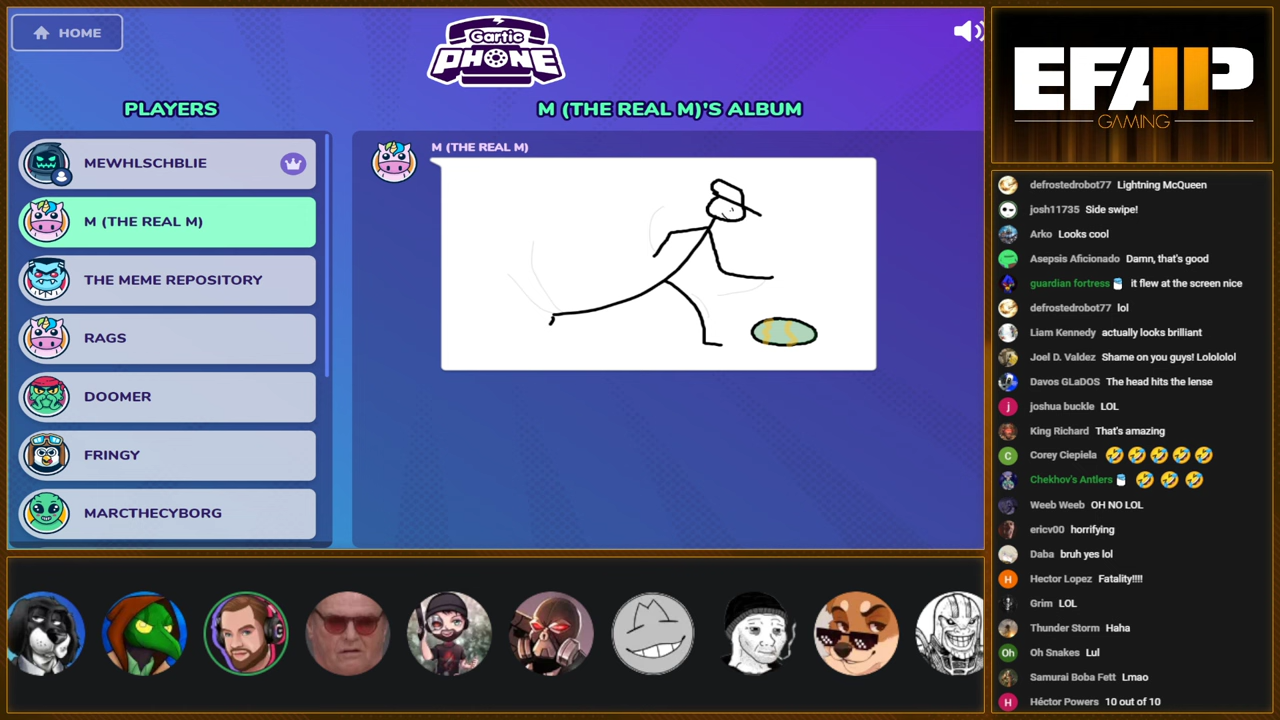 HOME
Gartic
PHONE
PLAYERS
M (THE REAL M)'S ALBUM
MEWHLSCHBLIE
M (THE REAL M)
THE MEME REPOSITORY
RAGS
DOOMER
FRINGY
MARCTHECYBORG
M (THE REAL M)
EFAP
GAMING
defrostedrobot77 Lightning McQueen
josh11735 Side swipe!
Arko Looks cool
Asepsis Aficionado Damn, that's good
guardian fortress it flew at the screen nice
defrostedrobot77 lol
Liam Kennedy actually looks brilliant
Joel D. Valdez Shame on you guys! Lolololol
Davos GLaDOS The head hits the lense
j joshua buckle LOL
King Richard That's amazing
C Corey Ciepiela 🤣🤣🤣🤣🤣
Chekhov's Antlers 🤣🤣🤣
Weeb Weeb OH NO LOL
ericv00 horrifying
Daba bruh yes lol
H Hector Lopez Fatality!!!!
Grim LOL
Thunder Storm Haha
Oh Oh Snakes Lul
Samurai Boba Fett Lmao
H Héctor Powers 10 out of 10